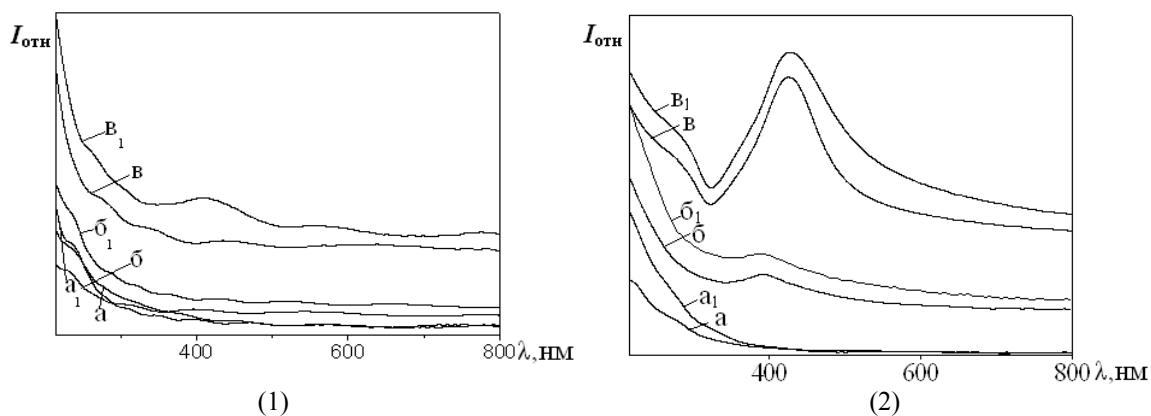 Iотн
в1
в
б1
б
а1
а
400 600 800 λ, нм
(1)
Iотн
в1
в
б1
б
а1
а
400 600 800 λ, нм
(2)